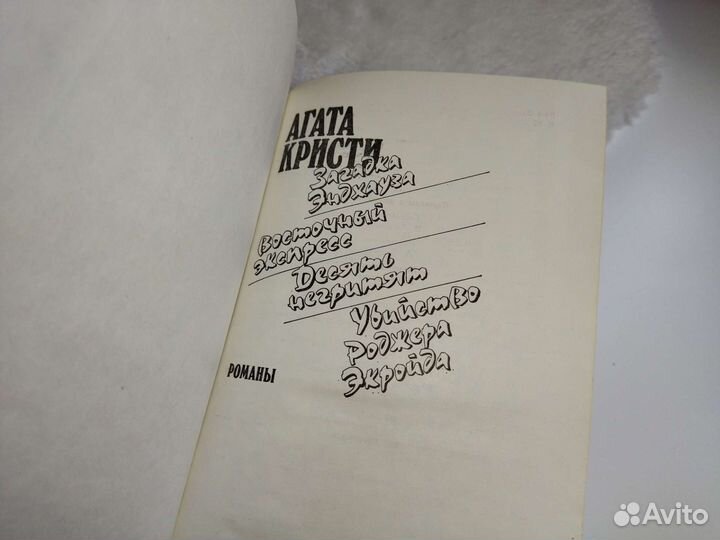 АГАТА
КРИСТИ
Загадка
Эндхауза
Восточный
экспресс
Десять
негритят
Убийство
Роджера
Экройда
РОМАНЫ
Avito